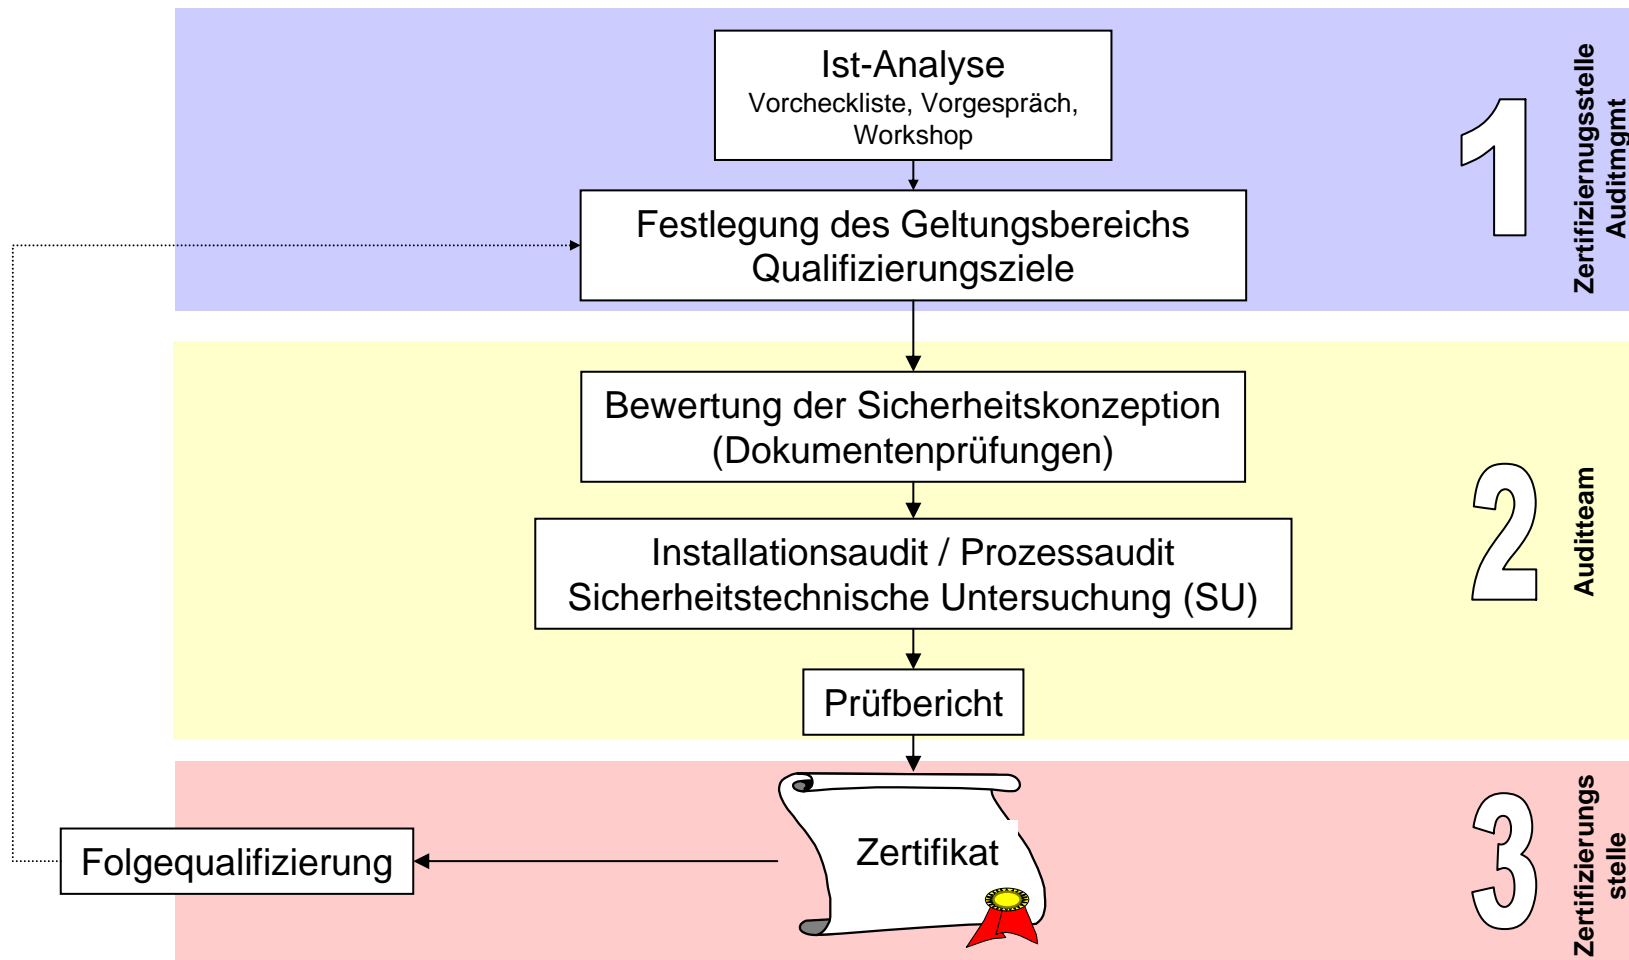 Ist-Analyse
Vorcheckliste, Vorgespräch,
Workshop
1
Zertifiziernugsstelle
Auditmgmt
Festlegung des Geltungsbereichs
Qualifizierungsziele
Bewertung der Sicherheitskonzeption
(Dokumentenprüfungen)
2
Auditteam
Installationsaudit / Prozessaudit
Sicherheitstechnische Untersuchung (SU)
Prüfbericht
Folgequalifizierung
Zertifikat
3
Zertifizierungs
stelle